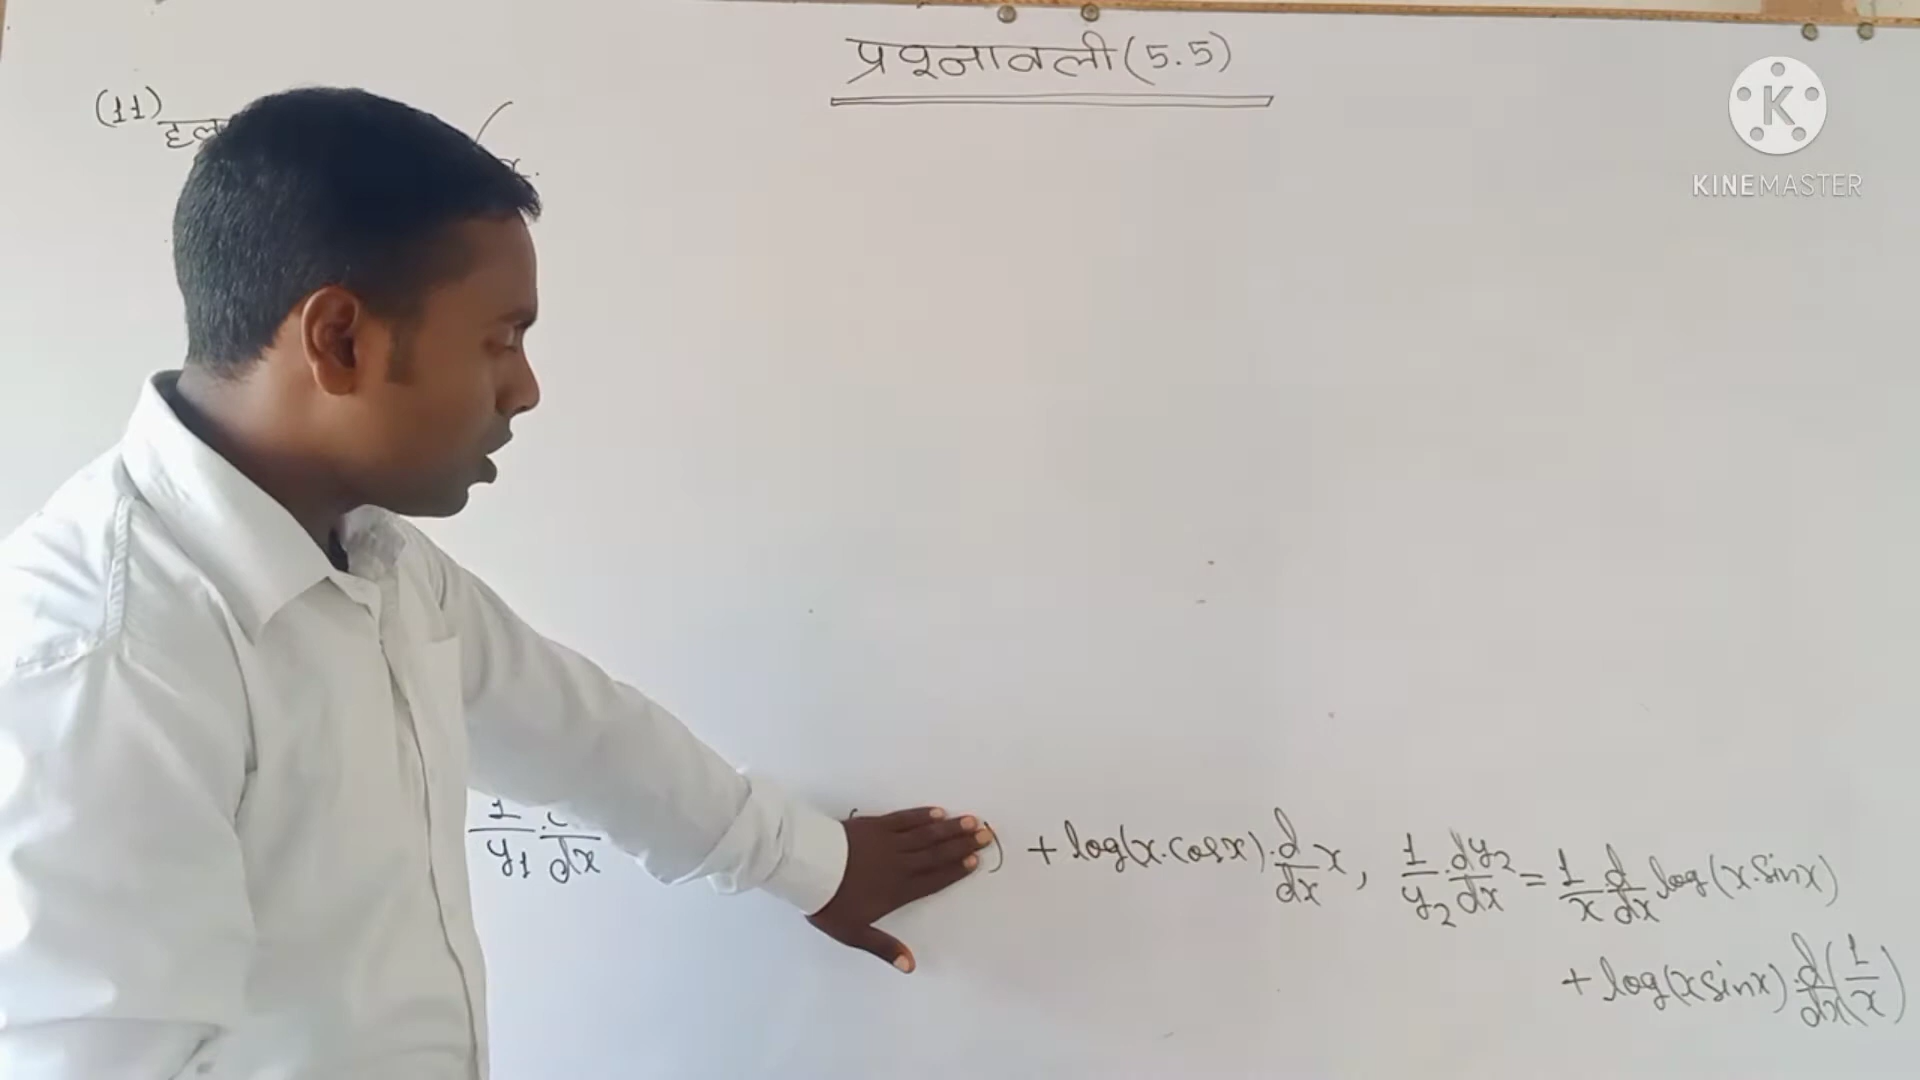 प्रश्नावली (5.5)
(11) हल
KINEMASTER
1/y₁ · /dx ) + log(x.cosx).d/dx x, 1/y₂ · dy₂/dx = 1/x · d/dx log(x.sinx)
+ log(xsinx).d/dx(1/x)